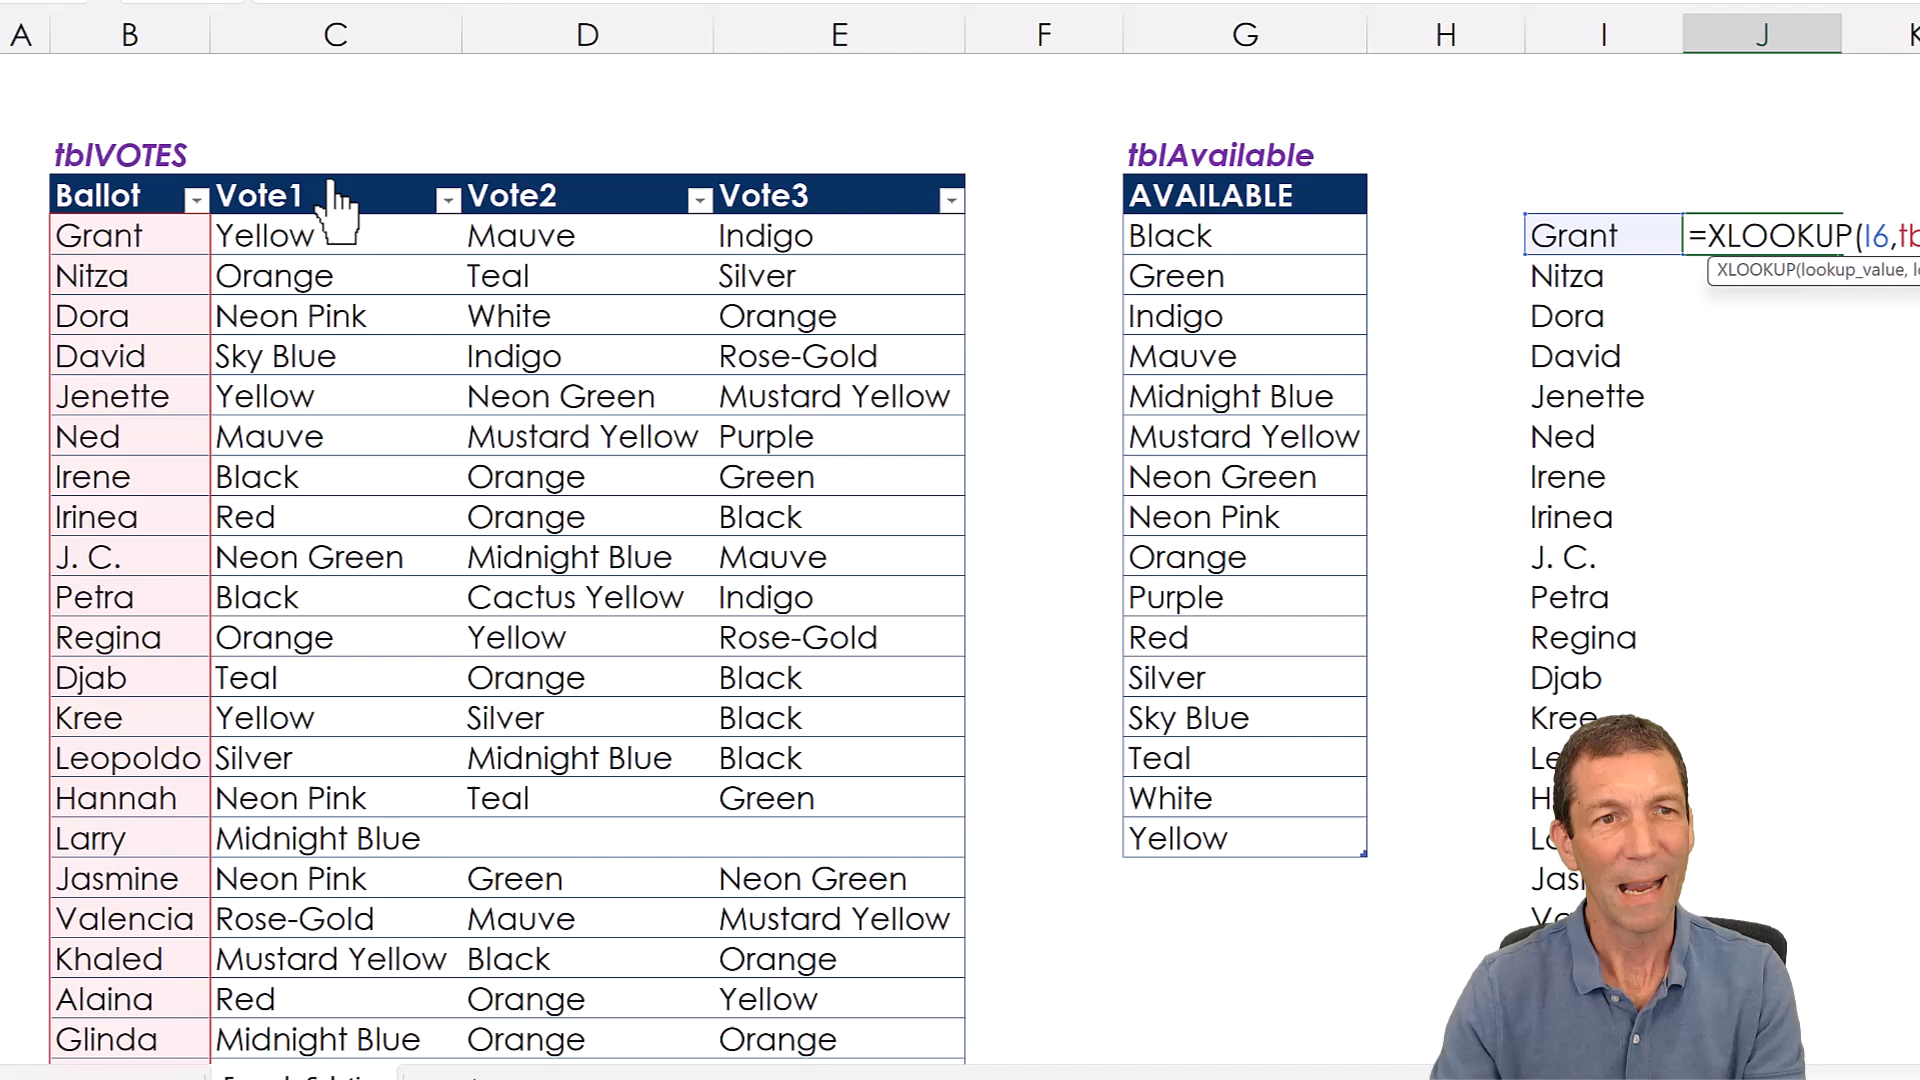 A B C D E F G H I J K
tblVOTES tblAvailable
Ballot Vote1 Vote2 Vote3 AVAILABLE
Grant Yellow Mauve Indigo Black Grant =XLOOKUP(I6,tb
Nitza Orange Teal Silver Green Nitza XLOOKUP(lookup_value, lo
Dora Neon Pink White Orange Indigo Dora
David Sky Blue Indigo Rose-Gold Mauve David
Jenette Yellow Neon Green Mustard Yellow Midnight Blue Jenette
Ned Mauve Mustard Yellow Purple Mustard Yellow Ned
Irene Black Orange Green Neon Green Irene
Irinea Red Orange Black Neon Pink Irinea
J. C. Neon Green Midnight Blue Mauve Orange J. C.
Petra Black Cactus Yellow Indigo Purple Petra
Regina Orange Yellow Rose-Gold Red Regina
Djab Teal Orange Black Silver Djab
Kree Yellow Silver Black Sky Blue Kree
Leopoldo Silver Midnight Blue Black Teal
Hannah Neon Pink Teal Green White
Larry Midnight Blue Yellow
Jasmine Neon Pink Green Neon Green
Valencia Rose-Gold Mauve Mustard Yellow
Khaled Mustard Yellow Black Orange
Alaina Red Orange Yellow
Glinda Midnight Blue Orange Orange